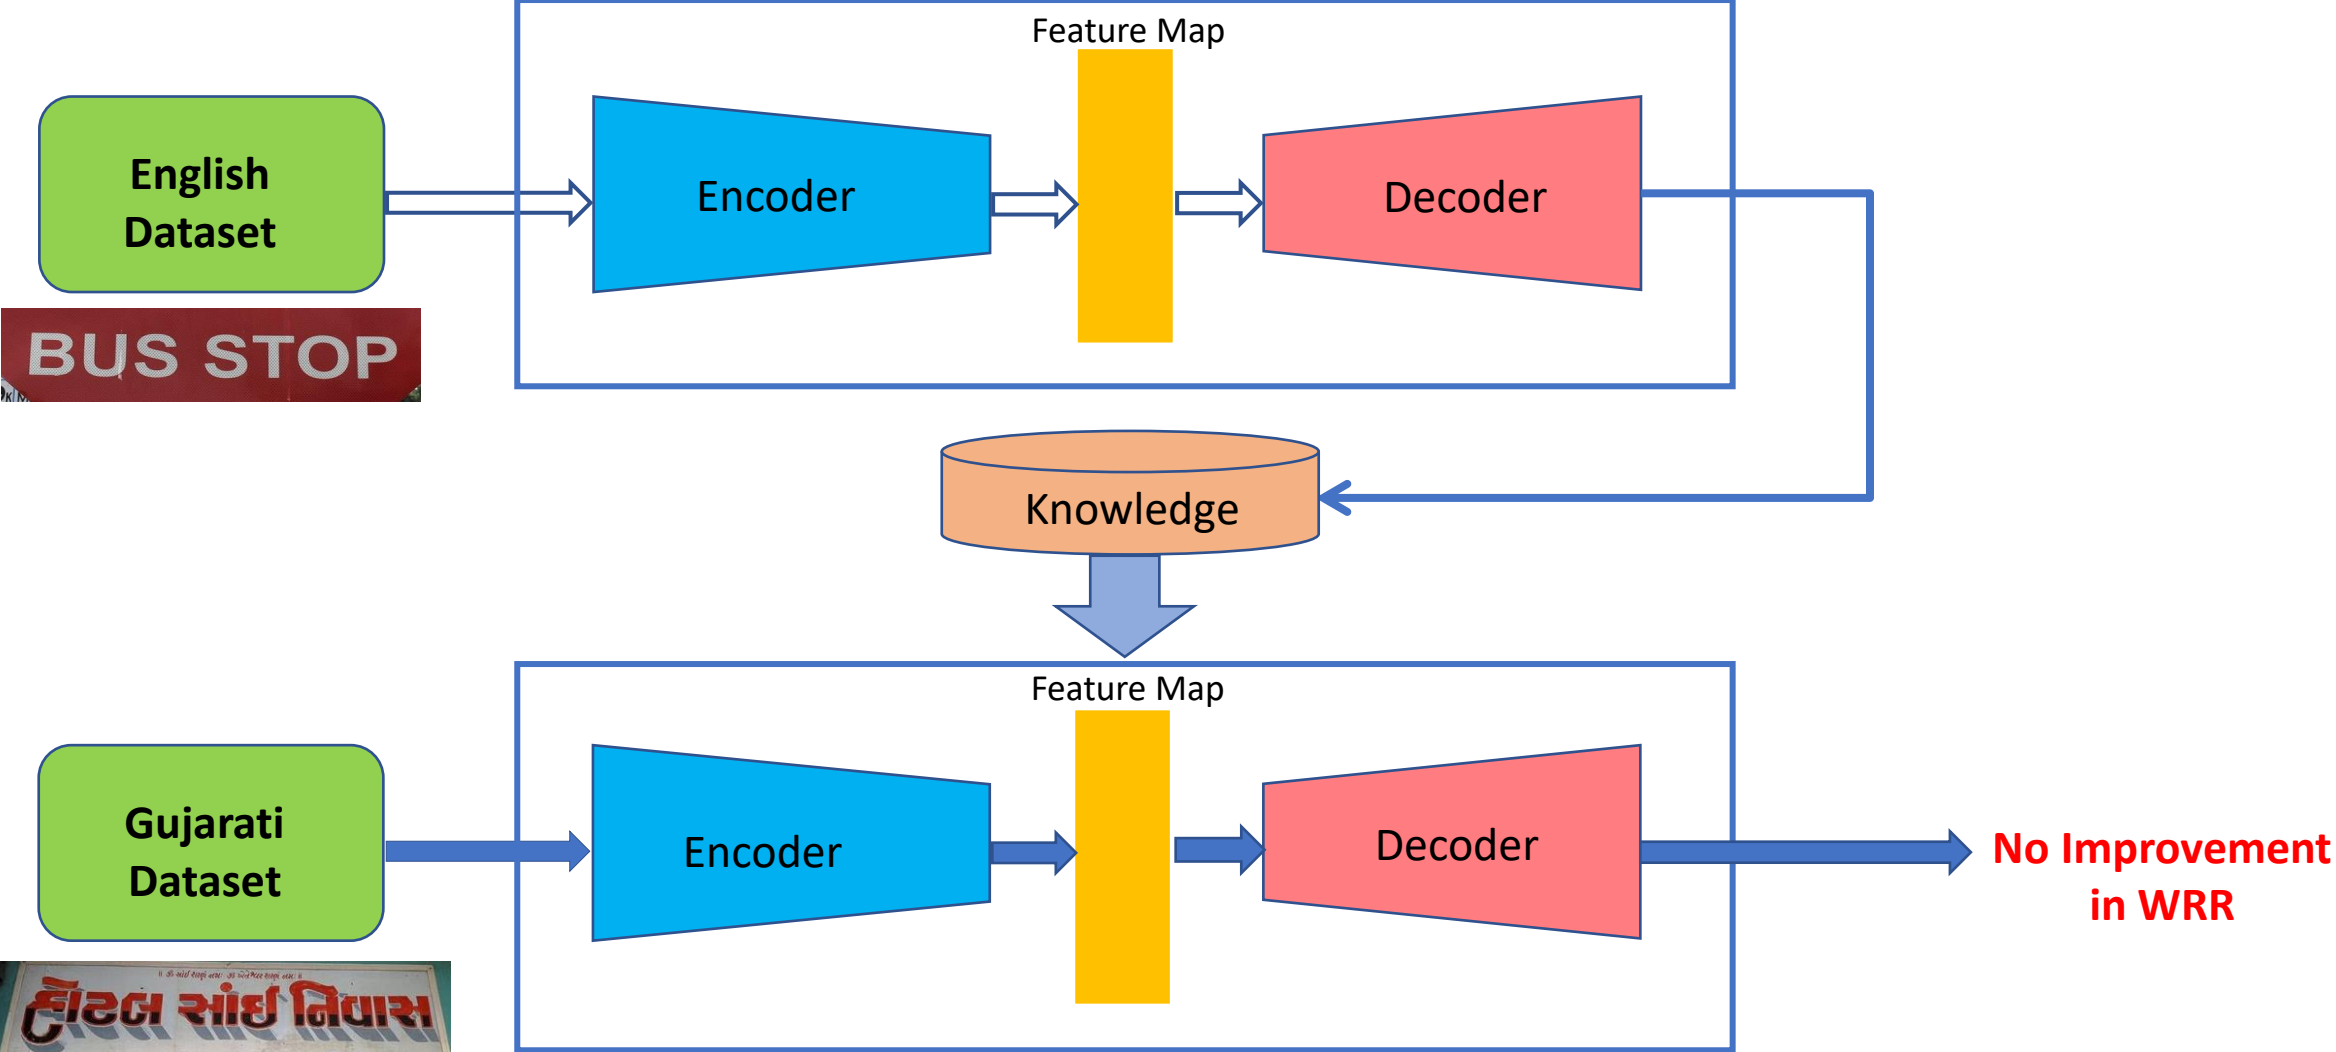 Feature Map
English
Dataset
Encoder
Decoder
BUS STOP
Knowledge
Feature Map
Gujarati
Dataset
Encoder
Decoder
No Improvement
in WRR
હોટલ સાંઈ નિવાસ